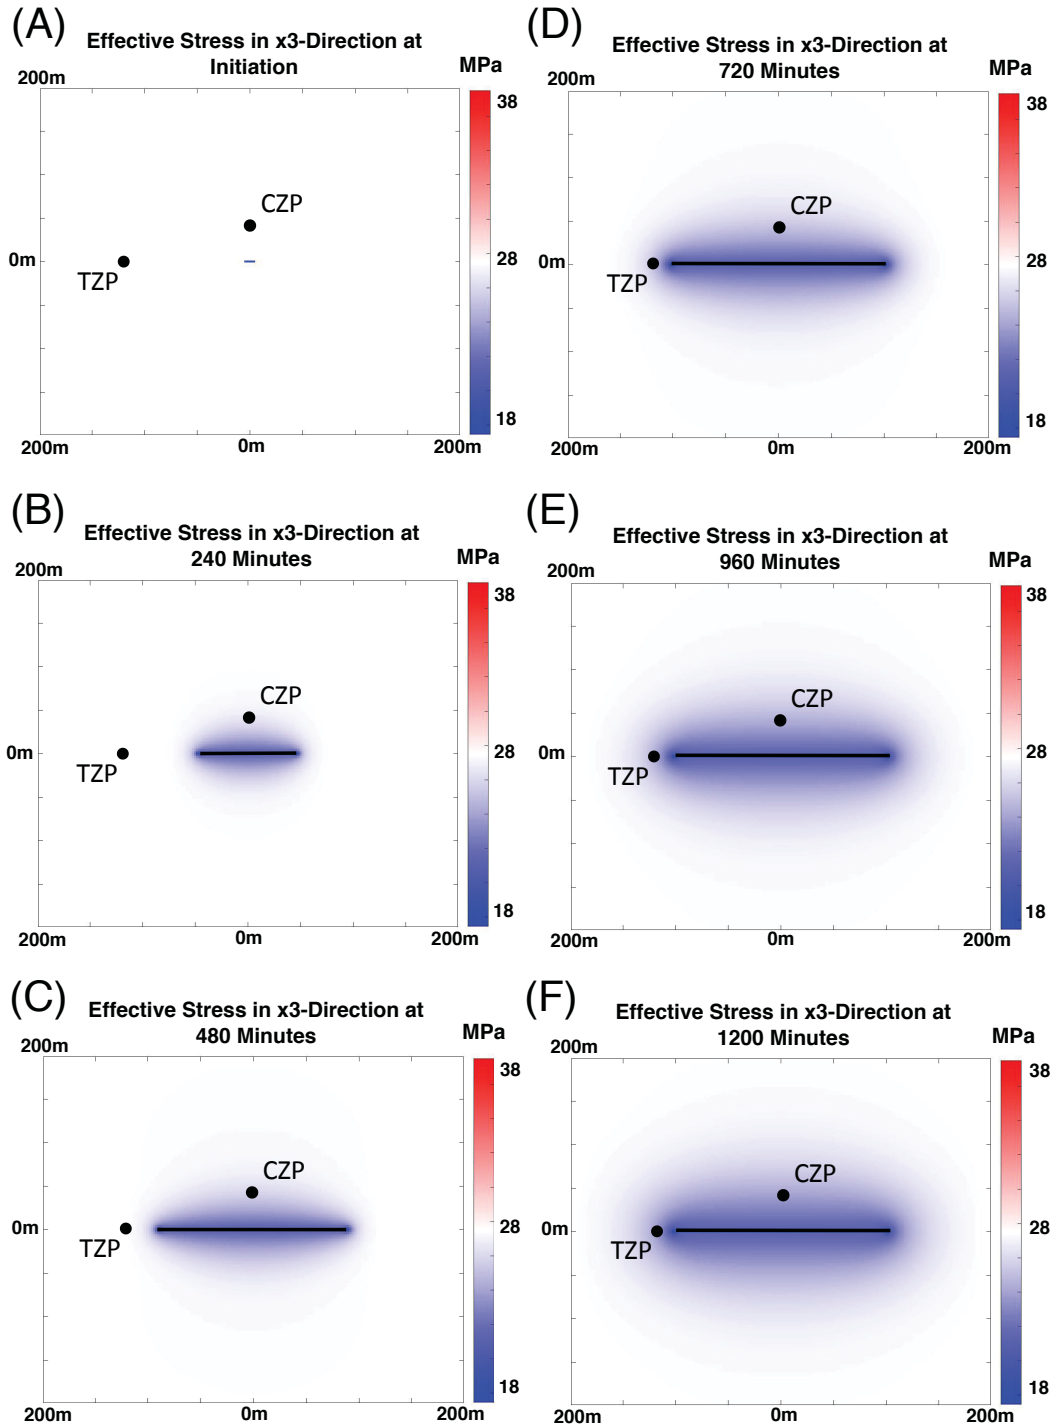 (A)
Effective Stress in x3-Direction at
Initiation
MPa
200m
38
CZP
0m
28
TZP
18
200m
0m
200m
(B)
Effective Stress in x3-Direction at
240 Minutes
MPa
200m
38
CZP
0m
28
TZP
18
200m
0m
200m
(C)
Effective Stress in x3-Direction at
480 Minutes
MPa
200m
38
CZP
0m
28
TZP
18
200m
0m
200m
(D)
Effective Stress in x3-Direction at
720 Minutes
MPa
200m
38
CZP
0m
28
TZP
18
200m
0m
200m
(E)
Effective Stress in x3-Direction at
960 Minutes
MPa
200m
38
CZP
0m
28
TZP
18
200m
0m
200m
(F)
Effective Stress in x3-Direction at
1200 Minutes
MPa
200m
38
CZP
0m
28
TZP
18
200m
0m
200m